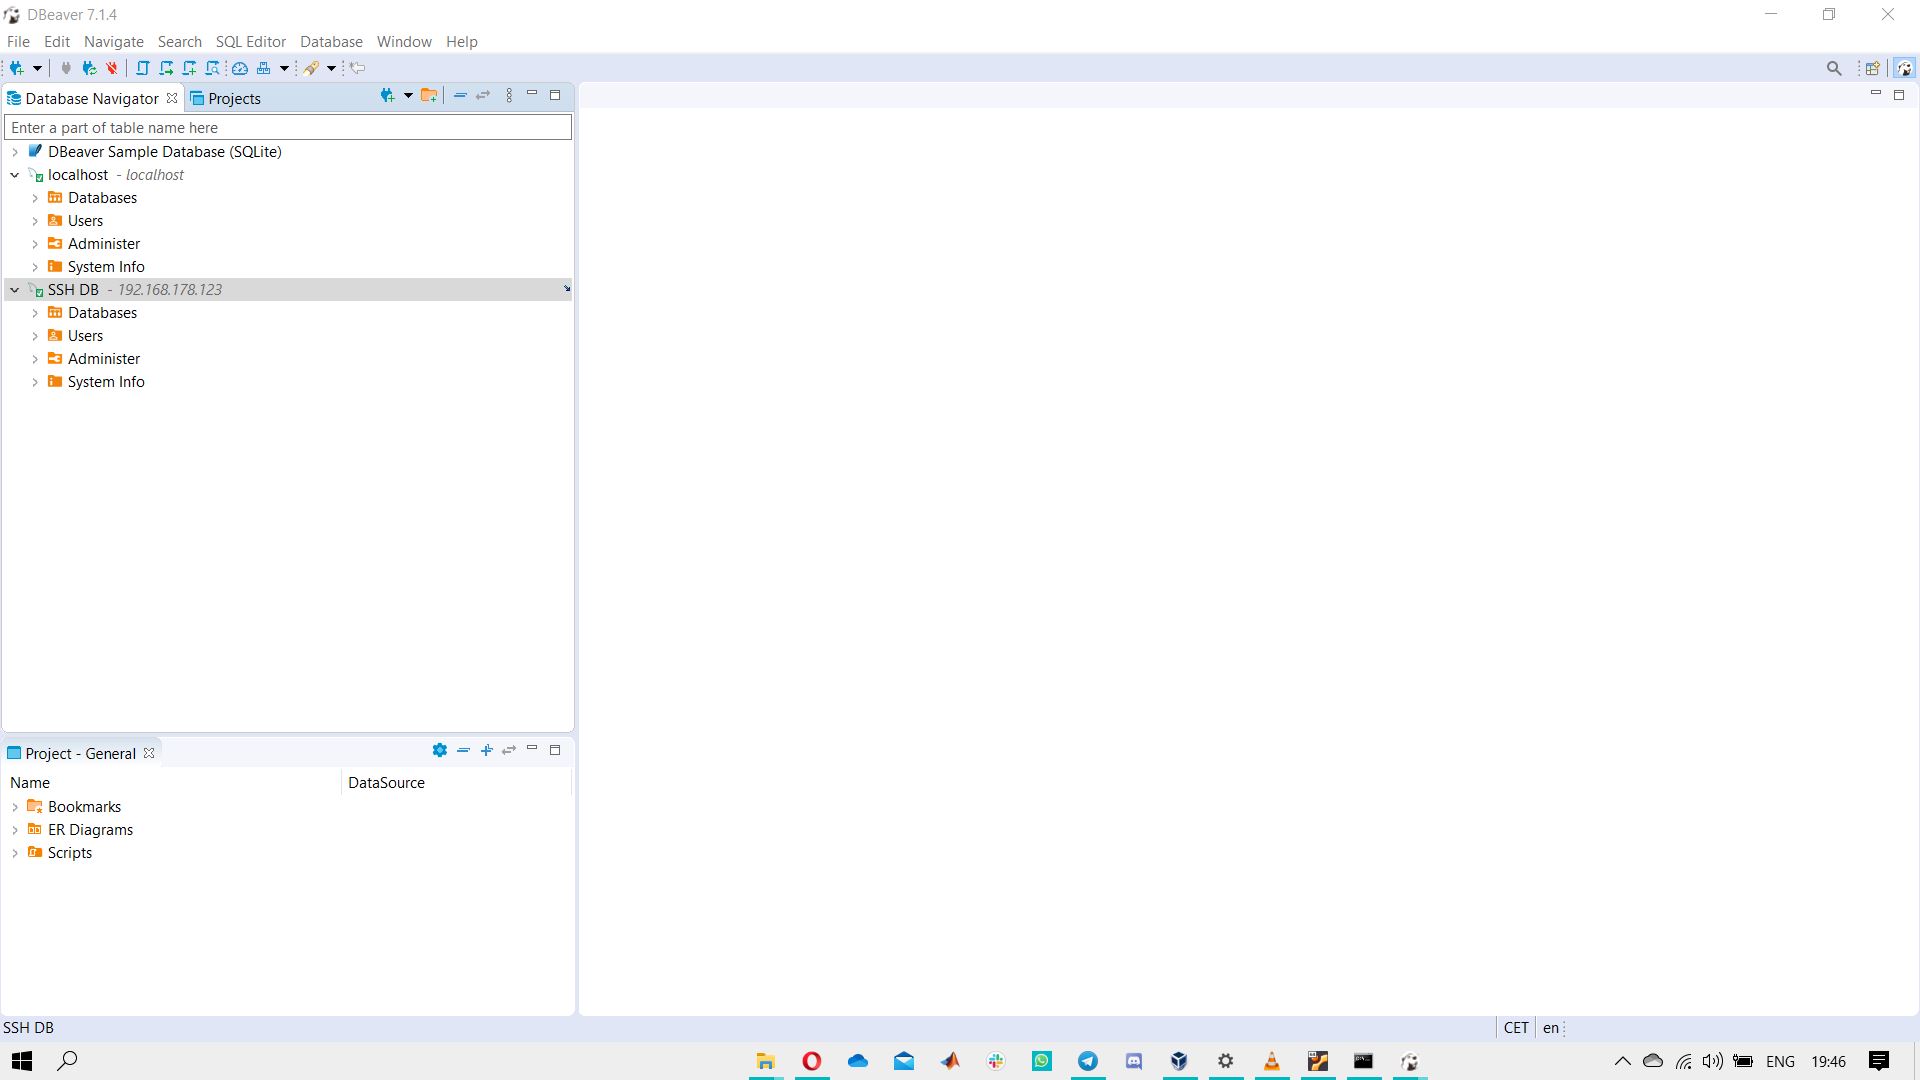 DBeaver 7.1.4
File Edit Navigate Search SQL Editor Database Window Help
Database Navigator Projects
Enter a part of table name here
DBeaver Sample Database (SQLite)
localhost - localhost
Databases
Users
Administer
System Info
SSH DB - 192.168.178.123
Databases
Users
Administer
System Info
Project - General
Name DataSource
Bookmarks
ER Diagrams
Scripts
SSH DB CET en
ENG 19:46